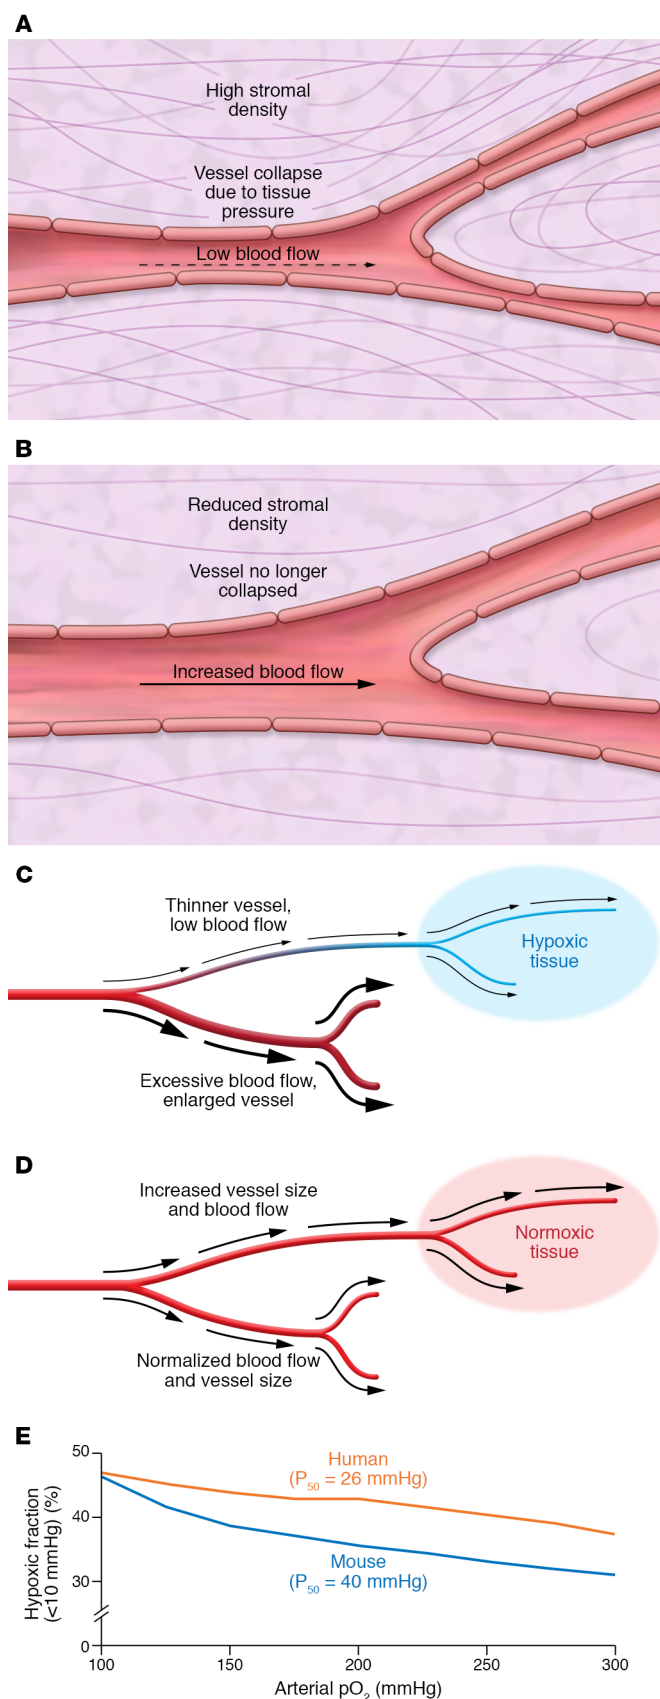 A
High stromal
density
Vessel collapse
due to tissue
pressure
Low blood flow
B
Reduced stromal
density
Vessel no longer
collapsed
Increased blood flow
C
Thinner vessel,
low blood flow
Hypoxic
tissue
Excessive blood flow,
enlarged vessel
D
Increased vessel size
and blood flow
Normoxic
tissue
Normalized blood flow
and vessel size
E
Hypoxic fraction
(<10 mmHg) (%)
50
40
30
0
Human
(P₅₀ = 26 mmHg)
Mouse
(P₅₀ = 40 mmHg)
100 150 200 250 300
Arterial pO₂ (mmHg)